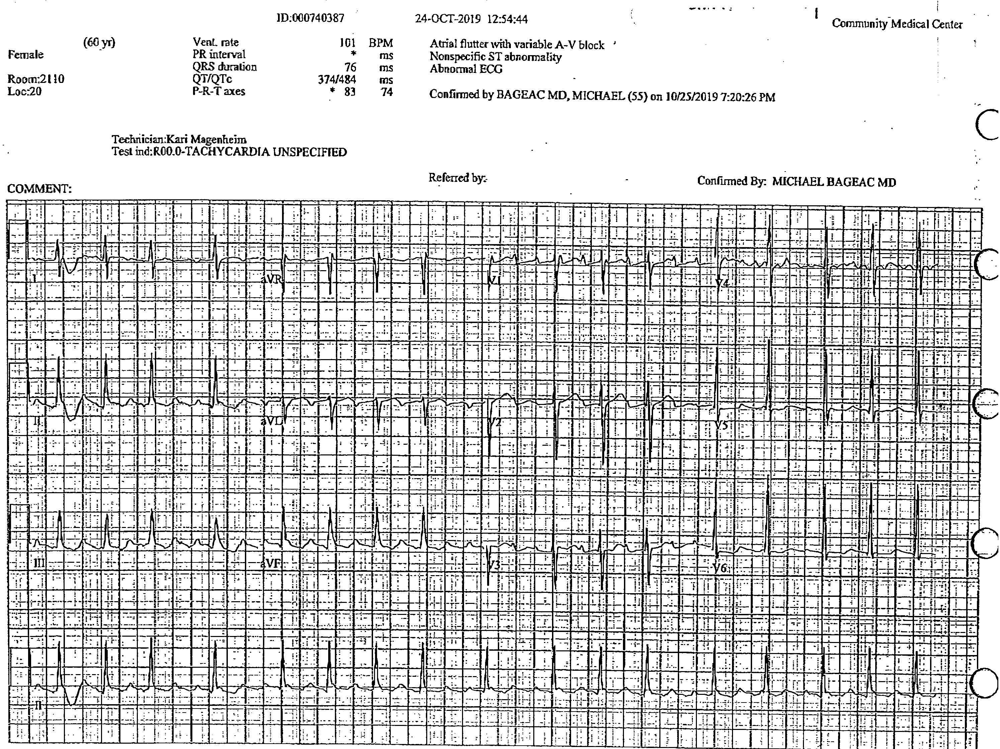 ID:000740387 24-OCT-2019 12:54:44
Community Medical Center
(60 yr) Vent. rate 101 BPM Atrial flutter with variable A-V block
Female PR interval * ms Nonspecific ST abnormality
QRS duration 76 ms Abnormal ECG
Room:2110 QT/QTc 374/484 ms
Loc:20 P-R-T axes * 83 74 Confirmed by BAGEAC MD, MICHAEL (55) on 10/25/2019 7:20:26 PM
Technician:Kari Magenheim
Test ind:R00.0-TACHYCARDIA UNSPECIFIED
Referred by: Confirmed By: MICHAEL BAGEAC MD
COMMENT:
I aVR V1 V4
II aVL V2 V5
III aVF V3 V6
II